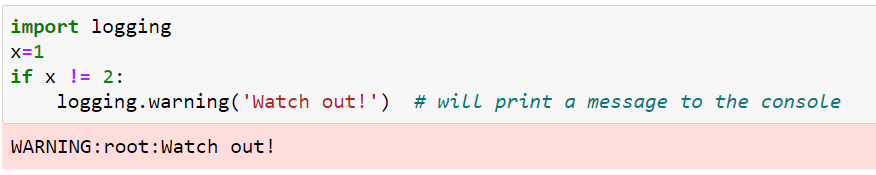 import logging
x=1
if x != 2:
    logging.warning('Watch out!')  # will print a message to the console
WARNING:root:Watch out!